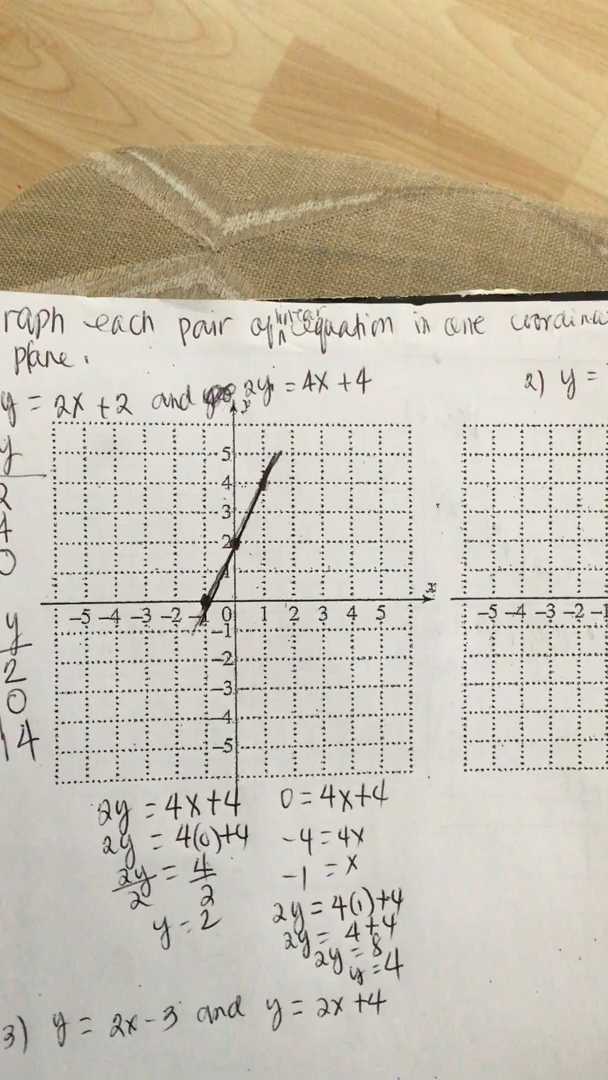 raph each pair of linear equation in one coordina
plane.
y = 2x + 2 and 2y = 4x + 4
2) y =
y
2
4
0
y
2
0
4
y
5
4
3
2
1
x
-5 -4 -3 -2 -1 0 1 2 3 4 5
-5 -4 -3 -2 -1
-1
-2
-3
-4
-5
2y = 4x+4 0 = 4x+4
2y = 4(0)+4 -4 = 4x
2y/2 = 4/2 -1 = x
y = 2 2y = 4(1)+4
2y = 4+4
2y = 8
y = 4
3) y = 2x - 3 and y = 2x + 4